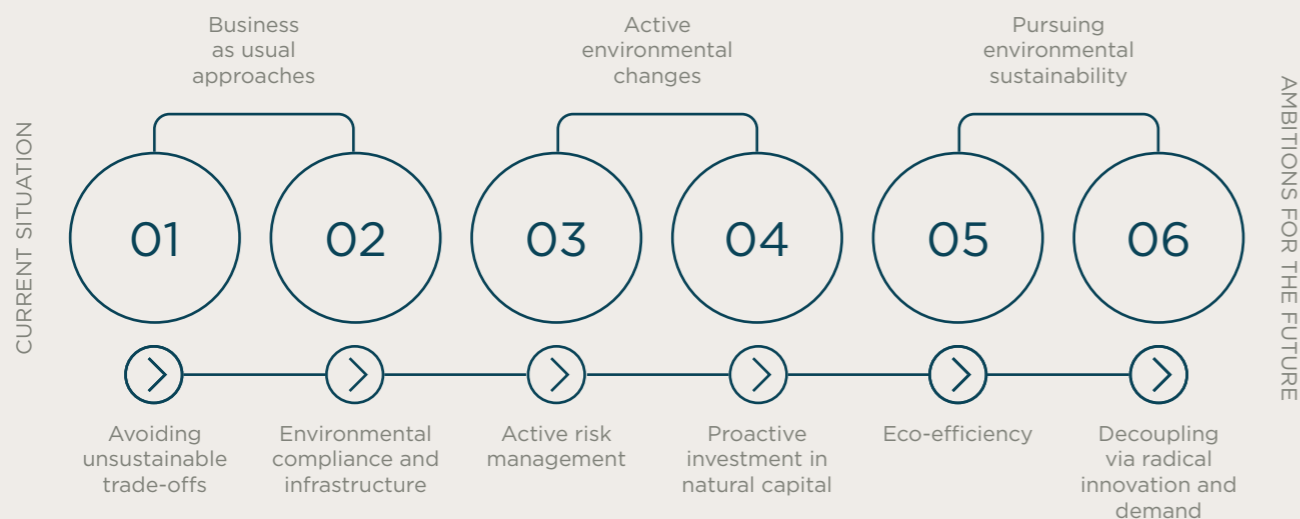 Business
as usual
approaches
Active
environmental
changes
Pursuing
environmental
sustainability
CURRENT SITUATION
01
02
03
04
05
06
AMBITIONS FOR THE FUTURE
Avoiding
unsustainable
trade-offs
Environmental
compliance and
infrastructure
Active risk
management
Proactive
investment in
natural capital
Eco-efficiency
Decoupling
via radical
innovation and
demand